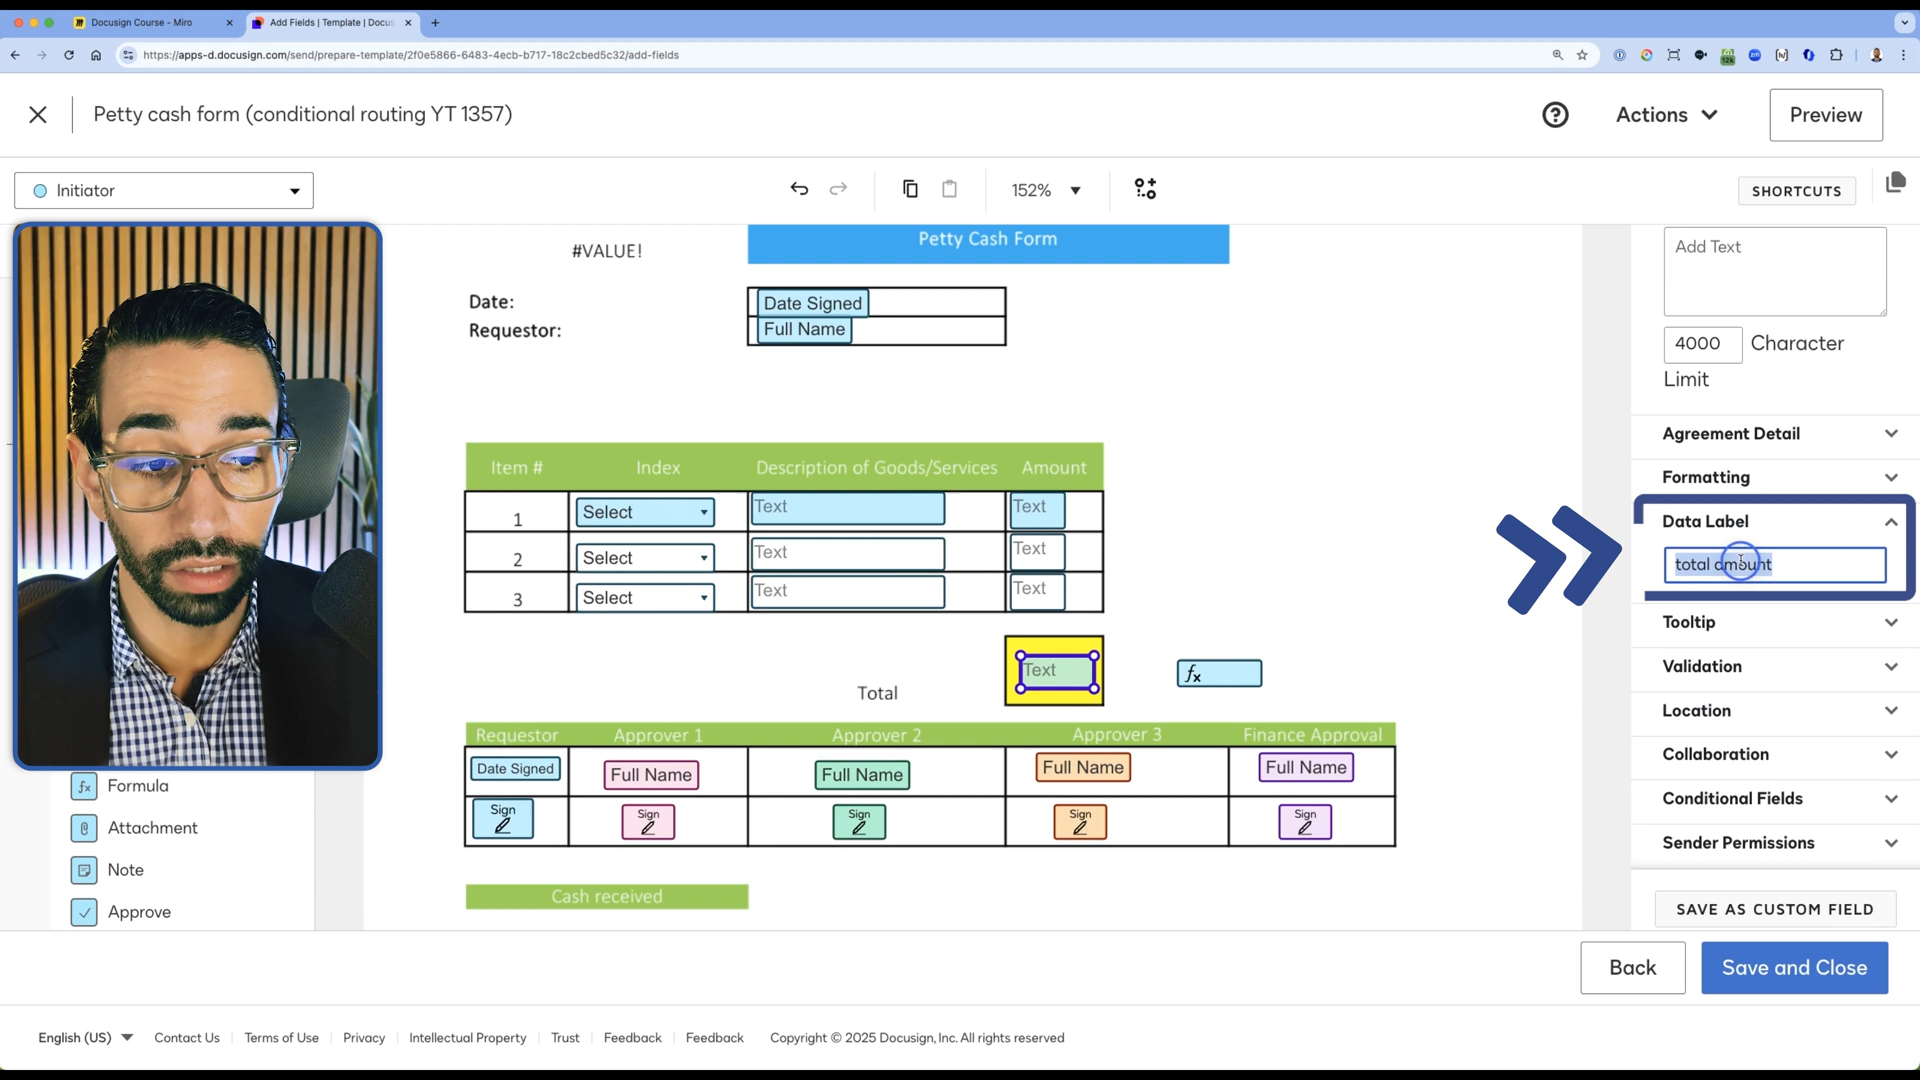 Docusign Course - Miro
Add Fields | Template | Docus
https://apps-d.docusign.com/send/prepare-template/2f0e5866-6483-4ecb-b717-18c2cbed5c32/add-fields
12k
zm
Petty cash form (conditional routing YT 1357)
Actions
Preview
Initiator
152%
SHORTCUTS
#VALUE!
Petty Cash Form
Add Text
Date:
Date Signed
Requestor:
Full Name
4000 Character
Limit
Agreement Detail
Formatting
Data Label
total amount
Tooltip
Validation
Location
Collaboration
Conditional Fields
Sender Permissions
SAVE AS CUSTOM FIELD
Item # Index Description of Goods/Services Amount
1 Select Text Text
2 Select Text Text
3 Select Text Text
Text
fx
Total
Requestor Approver 1 Approver 2 Approver 3 Finance Approval
Date Signed Full Name Full Name Full Name Full Name
Sign Sign Sign Sign Sign
Cash received
fx Formula
Attachment
Note
Approve
Back
Save and Close
English (US) Contact Us Terms of Use Privacy Intellectual Property Trust Feedback Feedback Copyright © 2025 Docusign, Inc. All rights reserved